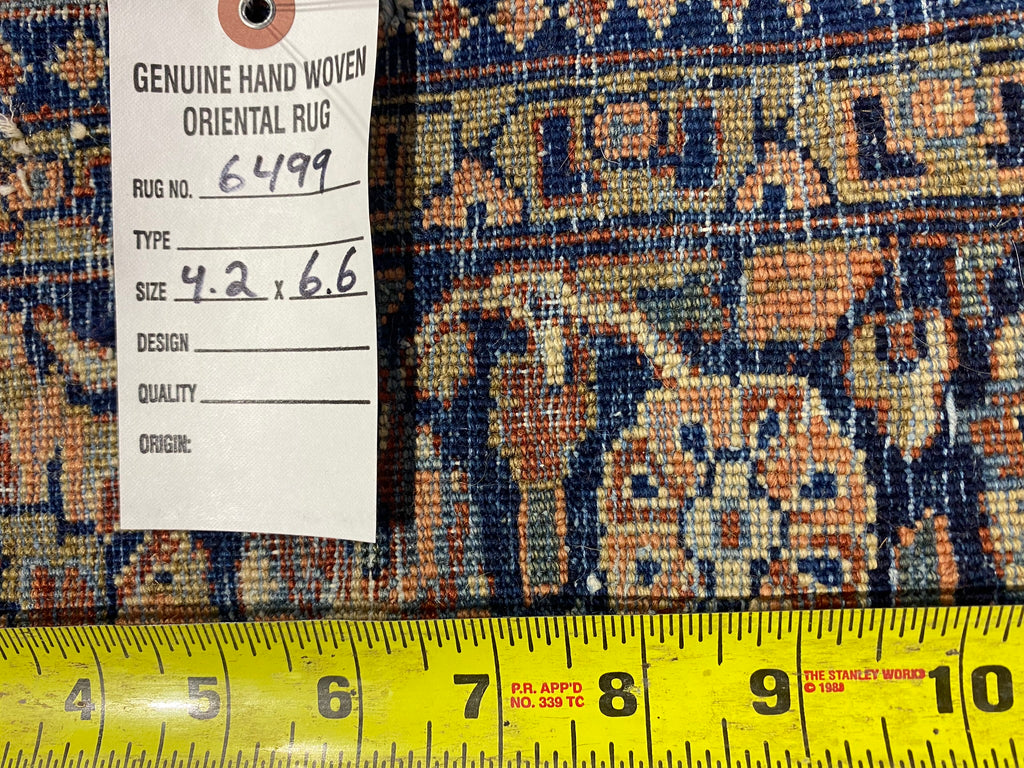 GENUINE HAND WOVEN
ORIENTAL RUG
RUG NO. 6499
TYPE
SIZE 4.2 X 6.6
DESIGN
QUALITY
ORIGIN:
4 5 6 7 P.R. APP'D 8 9 THE STANLEY WORKS 10
NO. 339 TC © 198